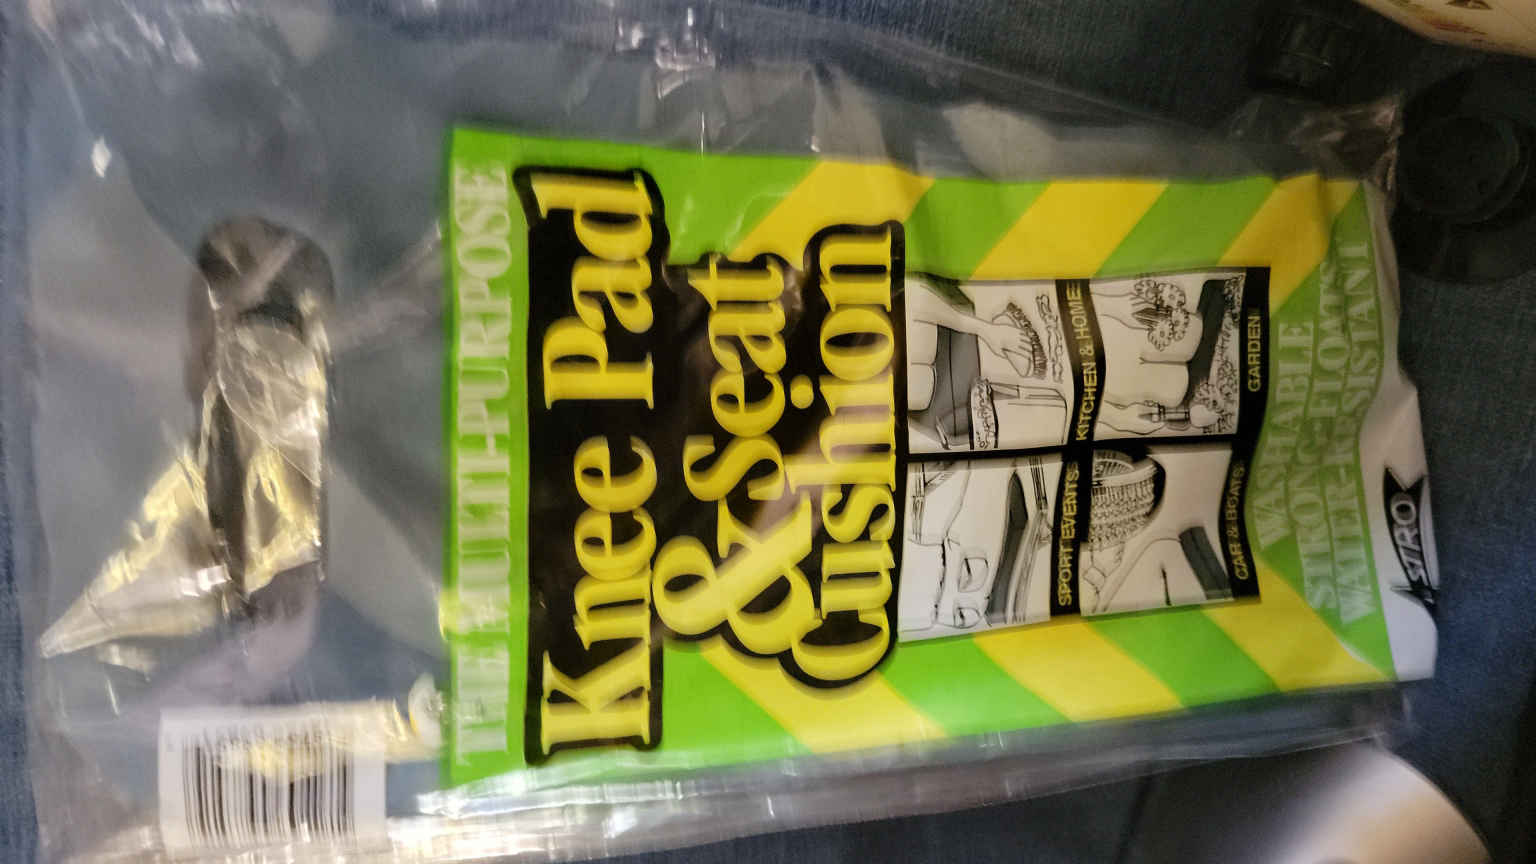 THE MULTI-PURPOSE
Knee Pad
& Seat
Cushion
SPORT EVENTS
KITCHEN & HOME
CAR & BOATS
GARDEN
WASHABLE
STRONG-FLOATS
WATER-RESISTANT
ASTRO